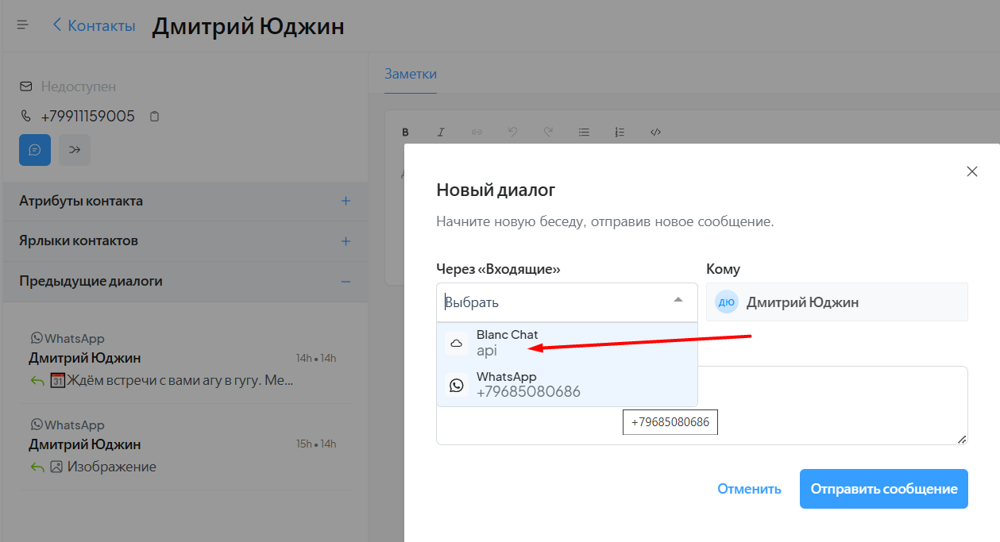 Контакты Дмитрий Юджин
Недоступен
+79911159005
Атрибуты контакта
Ярлыки контактов
Предыдущие диалоги
WhatsApp
Дмитрий Юджин 14h • 14h
Ждём встречи с вами агу в гугу. Ме...
WhatsApp
Дмитрий Юджин 15h • 14h
Изображение
Заметки
B I
Новый диалог
Начните новую беседу, отправив новое сообщение.
Через «Входящие»
Выбрать
Blanc Chat
api
WhatsApp
+79685080686
Кому
ДЮ Дмитрий Юджин
+79685080686
Отменить Отправить сообщение